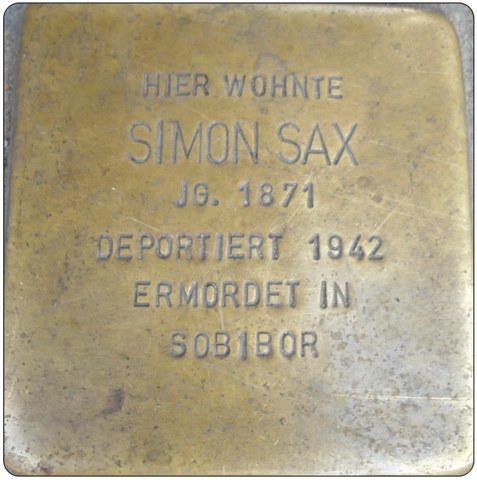 HIER WOHNTE
SIMON SAX
JG. 1871
DEPORTIERT 1942
ERMORDET IN
SOBIBOR